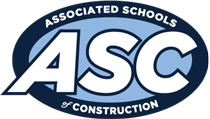 ASSOCIATED SCHOOLS
ASC
of CONSTRUCTION